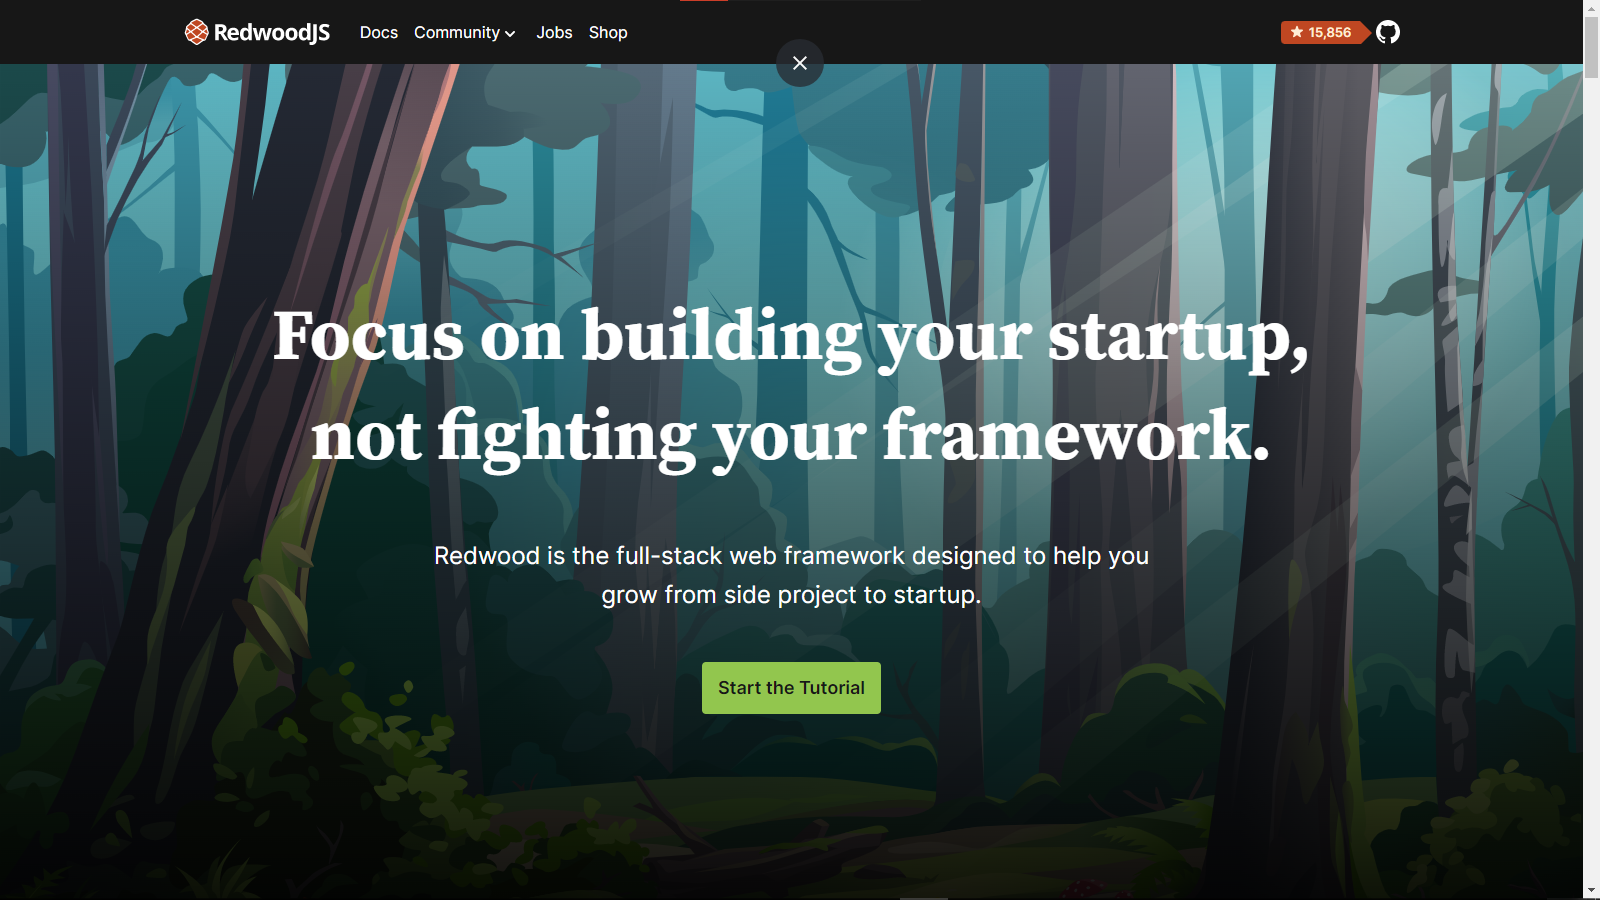 RedwoodJS Docs Community Jobs Shop 15,856
Focus on building your startup,
not fighting your framework.
Redwood is the full-stack web framework designed to help you
grow from side project to startup.
Start the Tutorial